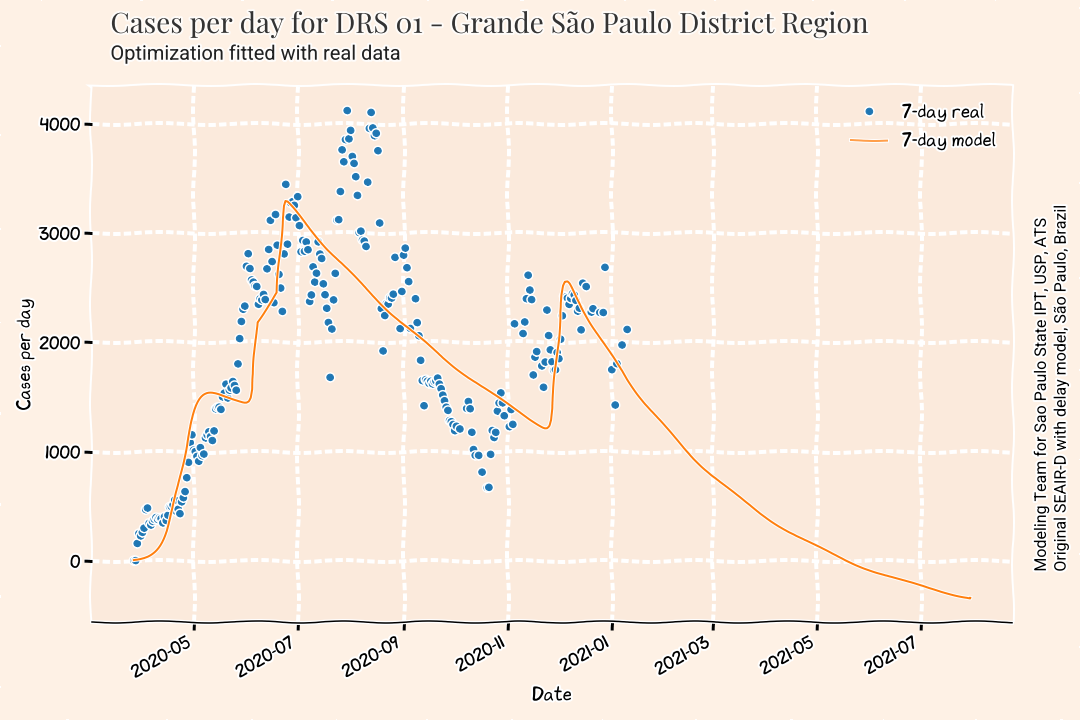 Cases per day for DRS 01 - Grande São Paulo District Region
Optimization fitted with real data
7-day real
7-day model
4000
3000
2000
1000
0
Cases per day
2020-05
2020-07
2020-09
2020-11
2021-01
2021-03
2021-05
2021-07
Date
Modeling Team for Sao Paulo State IPT, USP, ATS
Original SEAIR-D with delay model, São Paulo, Brazil